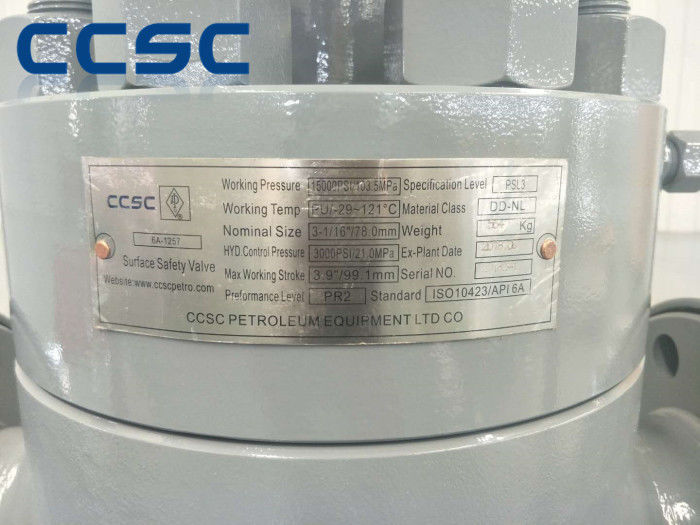 CCSC
CCSC
6A-1257
Surface Safety Valve
Website:www.ccscpetro.com
Working Pressure 15000PSI/103.5MPa Specification Level PSL3
Working Temp PU/-29~121°C Material Class DD-NL
Nominal Size 3-1/16"/78.0mm Weight Kg
HYD.Control Pressure 3000PSI/21.0MPa Ex-Plant Date
Max Working Stroke 3.9"/99.1mm Serial NO.
Preformance Level PR2 Standard ISO10423/API 6A
CCSC PETROLEUM EQUIPMENT LTD CO